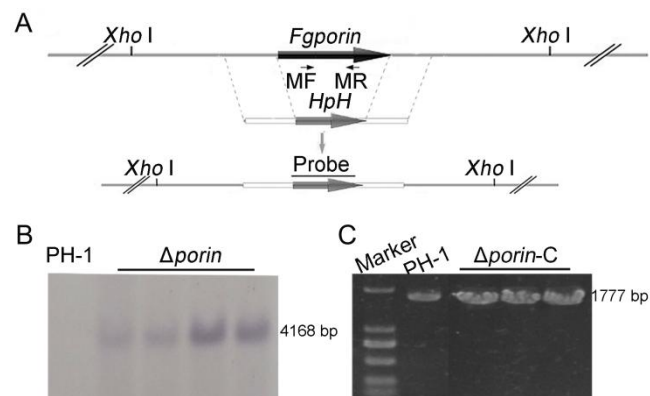 A
Xho I Fgporin Xho I
MF MR
HpH
Xho I Probe Xho I
B
PH-1 Δporin
4168 bp
C
Marker PH-1 Δporin-C
1777 bp